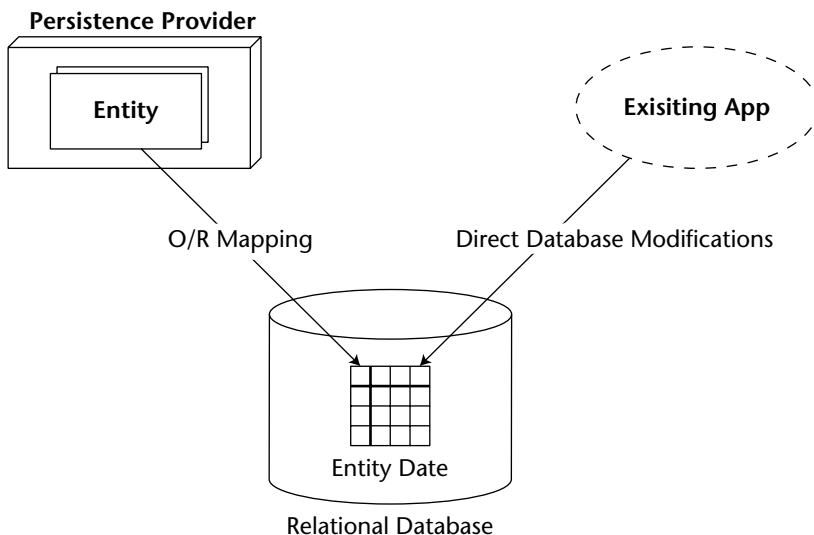 Persistence Provider
Entity
Exisiting App
O/R Mapping
Direct Database Modifications
Entity Date
Relational Database